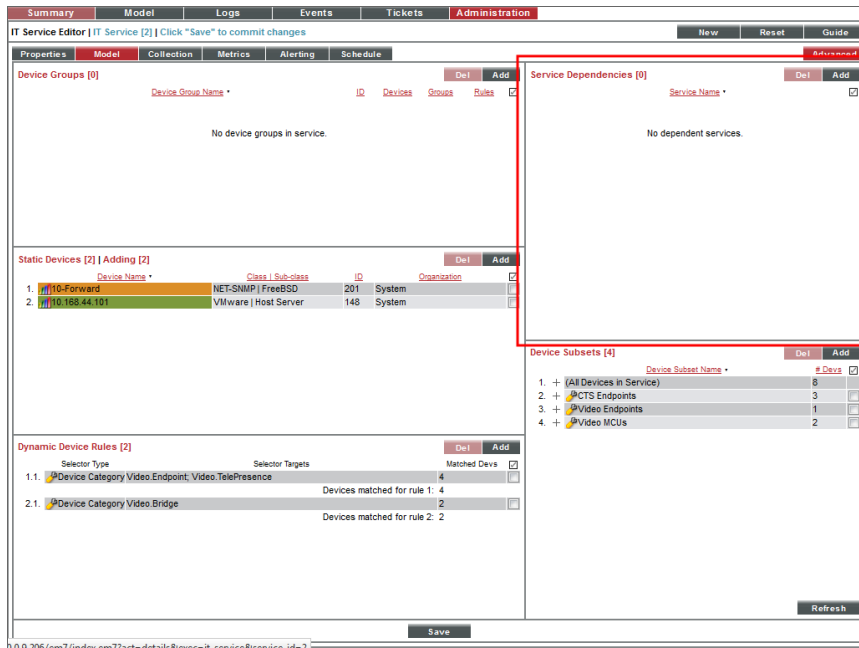 Summary Model Logs Events Tickets Administration
IT Service Editor | IT Service [2] | Click "Save" to commit changes New Reset Guide
Properties Model Collection Metrics Alerting Schedule Advanced
Device Groups [0] Del Add
Device Group Name ID Devices Groups Rules
No device groups in service.
Service Dependencies [0] Del Add
Service Name
No dependent services.
Static Devices [2] | Adding [2] Del Add
Device Name Class | Sub-class ID Organization
1. 10-Forward NET-SNMP | FreeBSD 201 System
2. 10.168.44.101 VMware | Host Server 148 System
Device Subsets [4] Del Add
Device Subset Name # Devs
1. + (All Devices in Service) 8
2. + CTS Endpoints 3
3. + Video Endpoints 1
4. + Video MCUs 2
Dynamic Device Rules [2] Del Add
Selector Type Selector Targets Matched Devs
1.1. Device Category Video.Endpoint; Video.TelePresence 4
Devices matched for rule 1: 4
2.1. Device Category Video.Bridge 2
Devices matched for rule 2: 2
Refresh
Save